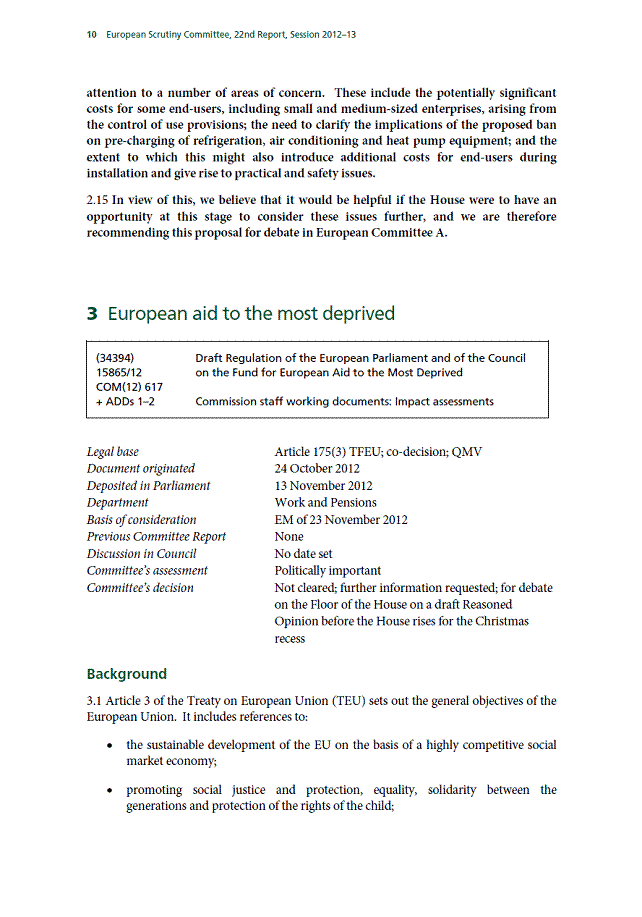 10 European Scrutiny Committee, 22nd Report, Session 2012–13
attention to a number of areas of concern. These include the potentially significant
costs for some end-users, including small and medium-sized enterprises, arising from
the control of use provisions; the need to clarify the implications of the proposed ban
on pre-charging of refrigeration, air conditioning and heat pump equipment; and the
extent to which this might also introduce additional costs for end-users during
installation and give rise to practical and safety issues.
2.15 In view of this, we believe that it would be helpful if the House were to have an
opportunity at this stage to consider these issues further, and we are therefore
recommending this proposal for debate in European Committee A.
3 European aid to the most deprived
(34394) Draft Regulation of the European Parliament and of the Council
15865/12 on the Fund for European Aid to the Most Deprived
COM(12) 617
+ ADDs 1–2 Commission staff working documents: Impact assessments
Legal base Article 175(3) TFEU; co-decision; QMV
Document originated 24 October 2012
Deposited in Parliament 13 November 2012
Department Work and Pensions
Basis of consideration EM of 23 November 2012
Previous Committee Report None
Discussion in Council No date set
Committee's assessment Politically important
Committee's decision Not cleared; further information requested; for debate
on the Floor of the House on a draft Reasoned
Opinion before the House rises for the Christmas
recess
Background
3.1 Article 3 of the Treaty on European Union (TEU) sets out the general objectives of the
European Union. It includes references to:
• the sustainable development of the EU on the basis of a highly competitive social
market economy;
• promoting social justice and protection, equality, solidarity between the
generations and protection of the rights of the child;